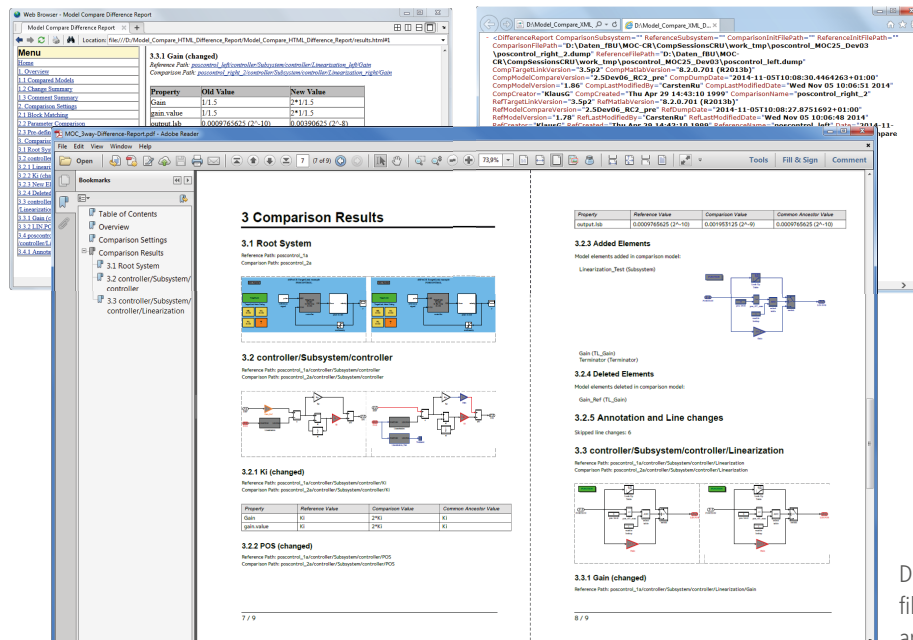 Web Browser - Model Compare Difference Report
Model Compare Difference Report
Location: file:///D:/Model_Compare_HTML_Difference_Report/Model_Compare_HTML_Difference_Report/results.html#1
Menu
Home
1. Overview
1.1 Compared Models
1.2 Change Summary
1.3 Comment Summary
2. Comparison Settings
2.1 Block Matching
2.2 Parameter Comparison
3.3.1 Gain (changed)
Reference Path: poscontrol_left/controller/Subsystem/controller/Linearization_left/Gain
Comparison Path: poscontrol_right_2/controller/Subsystem/controller/Linearization_right/Gain
Property Old Value New Value
Gain 1/1.5 2*1/1.5
gain.value 1/1.5 2*1/1.5
output.lsb 0.0009765625 (2^-10) 0.00390625 (2^-8)
D:\Model_Compare_XML_
D:\Model_Compare_XML_D...
- <DifferenceReport ComparisonSystem="" ReferenceSubsystem="" ComparisonInitFilePath="" ReferenceInitFilePath=""
ComparisonFilePath="D:\Daten_FBU\MOC-CR\CompSessionsCRU\work_tmp\poscontrol_MOC25_Dev03
\poscontrol_right_2.dump" ReferenceFilePath="D:\Daten_FBU\MOC-
CR\CompSessionsCRU\work_tmp\poscontrol_MOC25_Dev03\poscontrol_left.dump"
CompTargetLinkVersion="3.5p2" CompMatlabVersion="8.2.0.701 (R2013b)"
CompModelCompareVersion="2.5Dev06_RC2_pre" CompDumpDate="2014-11-05T10:08:30.4464263+01:00"
CompModelVersion="1.86" CompLastModifiedBy="CarstenRu" CompLastModifiedDate="Wed Nov 05 10:06:51 2014"
CompCreator="KlausG" CompCreated="Thu Apr 29 14:43:10 1999" ComparisonName="poscontrol_right_2"
RefTargetLinkVersion="3.5p2" RefMatlabVersion="8.2.0.701 (R2013b)"
RefModelCompareVersion="2.5Dev06_RC2_pre" RefDumpDate="2014-11-05T10:08:27.8751692+01:00"
RefModelVersion="1.78" RefLastModifiedBy="CarstenRu" RefLastModifiedDate="Wed Nov 05 10:06:48 2014"
MOC_3way-Difference-Report.pdf - Adobe Reader
File Edit View Window Help
Open 7 (7 of 9) 73,9% Tools Fill & Sign Comment
Bookmarks
Table of Contents
Overview
Comparison Settings
Comparison Results
3.1 Root System
3.2 controller/Subsystem/
controller
3.3 controller/Subsystem/
controller/Linearization
3 Comparison Results
3.1 Root System
Reference Path: poscontrol_1a
Comparison Path: poscontrol_2a
3.2 controller/Subsystem/controller
Reference Path: poscontrol_1a/controller/Subsystem/controller
Comparison Path: poscontrol_2a/controller/Subsystem/controller
3.2.1 Ki (changed)
Reference Path: poscontrol_1a/controller/Subsystem/controller/Ki
Comparison Path: poscontrol_2a/controller/Subsystem/controller/Ki
Property Reference Value Comparison Value Common Ancestor Value
Gain Ki 2*Ki Ki
gain.value Ki 2*Ki Ki
3.2.2 POS (changed)
Reference Path: poscontrol_1a/controller/Subsystem/controller/POS
Comparison Path: poscontrol_2a/controller/Subsystem/controller/POS
7 / 9
Property Reference Value Comparison Value Common Ancestor Value
output.lsb 0.0009765625 (2^-10) 0.001953125 (2^-9) 0.0009765625 (2^-10)
3.2.3 Added Elements
Model elements added in comparison model:
Linearization_Test (Subsystem)
Gain (TL_Gain)
Terminator (Terminator)
3.2.4 Deleted Elements
Model elements deleted in comparison model:
Gain_Ref (TL_Gain)
3.2.5 Annotation and Line changes
Skipped line changes: 6
3.3 controller/Subsystem/controller/Linearization
Reference Path: poscontrol_1a/controller/Subsystem/controller/Linearization
Comparison Path: poscontrol_2a/controller/Subsystem/controller/Linearization
3.3.1 Gain (changed)
Reference Path: poscontrol_1a/controller/Subsystem/controller/Linearization/Gain
8 / 9